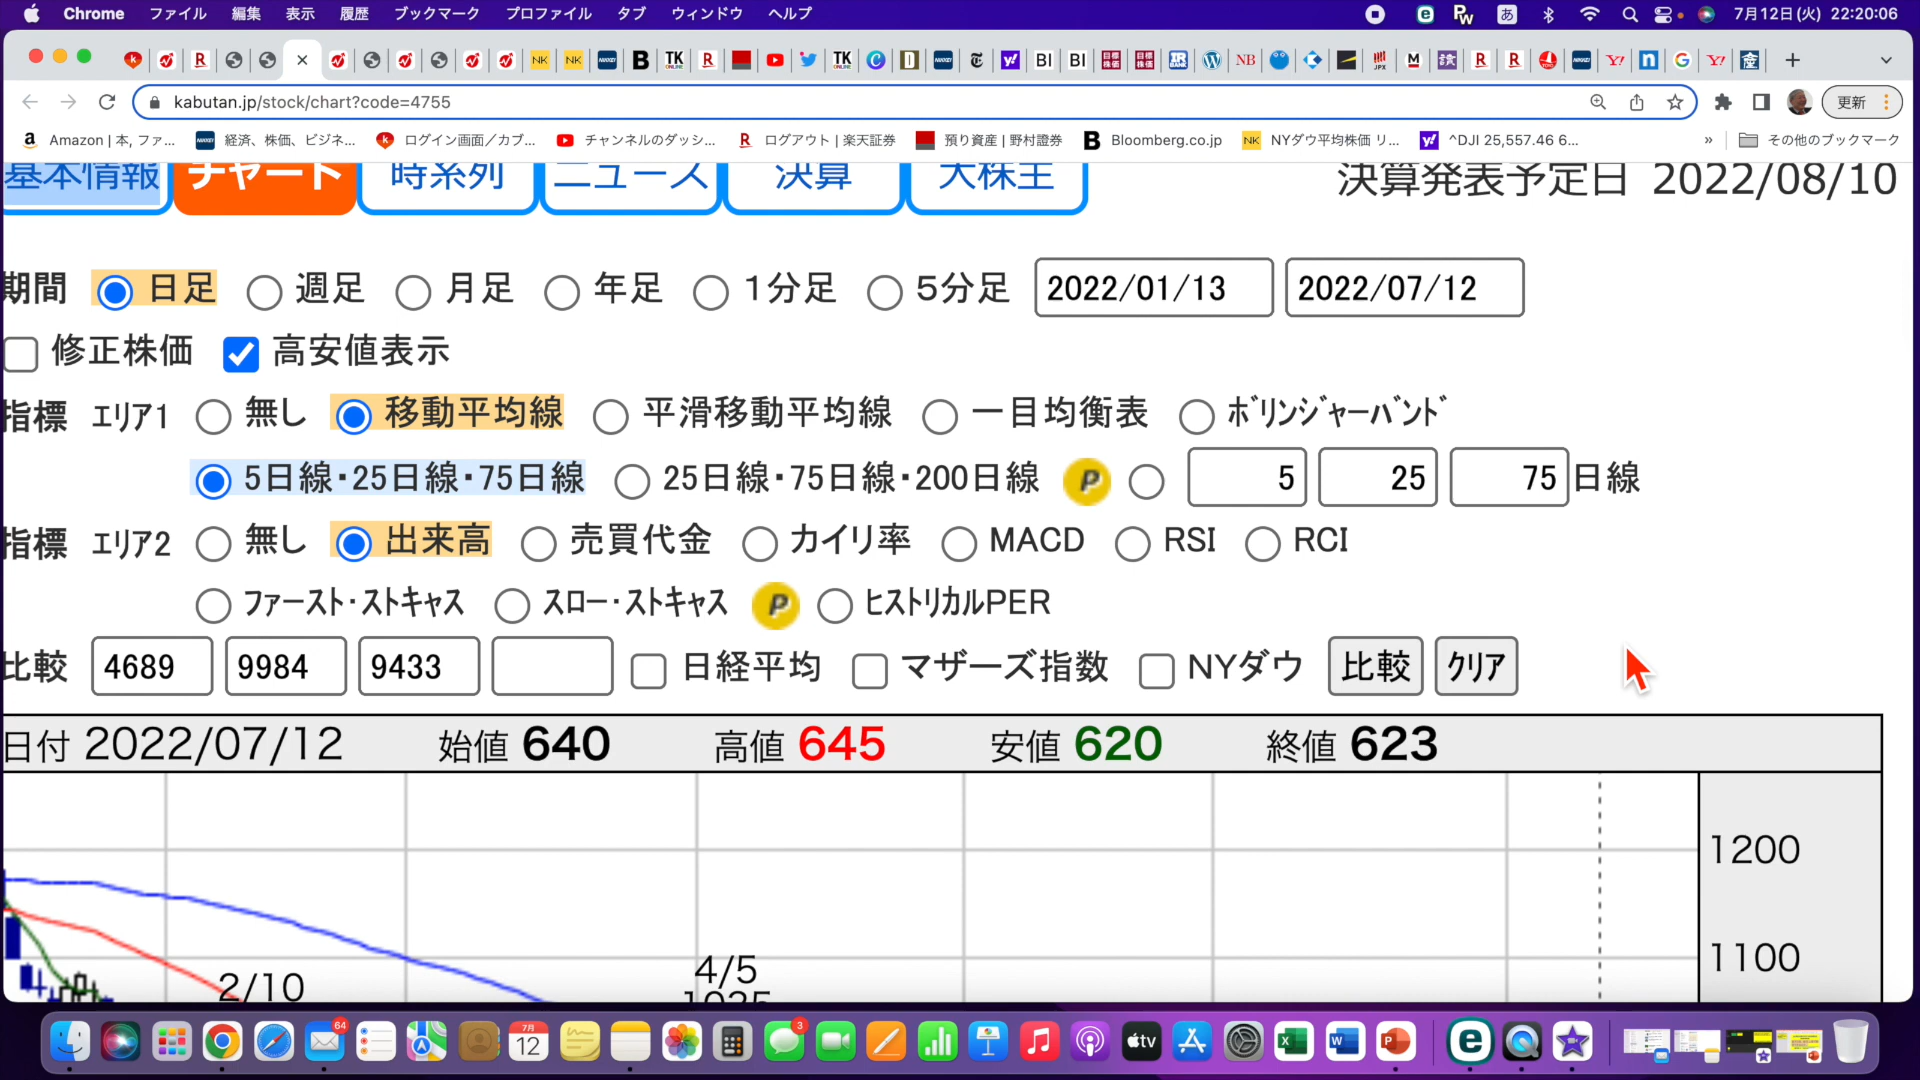 Chrome ファイル 編集 表示 履歴 ブックマーク プロファイル タブ ウィンドウ ヘルプ あ 7月12日(火) 22:20:06
kabutan.jp/stock/chart?code=4755 更新
Amazon | 本, ファ... 経済、株価、ビジネ... ログイン画面／カブ... チャンネルのダッシ... ログアウト | 楽天証券 預り資産 | 野村證券 Bloomberg.co.jp NYダウ平均株価 リ... ^DJI 25,557.46 6... » その他のブックマーク
基本情報 チャート 時系列 ニュース 決算 大株主 決算発表予定日 2022/08/10
期間 日足 週足 月足 年足 1分足 5分足 2022/01/13 2022/07/12
修正株価 高安値表示
指標 エリア1 無し 移動平均線 平滑移動平均線 一目均衡表 ﾎﾞﾘﾝｼﾞｬｰﾊﾞﾝﾄﾞ
5日線・25日線・75日線 25日線・75日線・200日線 P 5 25 75 日線
指標 エリア2 無し 出来高 売買代金 カイリ率 MACD RSI RCI
ﾌｧｰｽﾄ･ｽﾄｷｬｽ ｽﾛｰ･ｽﾄｷｬｽ P ﾋｽﾄﾘｶﾙPER
比較 4689 9984 9433 日経平均 マザーズ指数 NYダウ 比較 ｸﾘｱ
日付 2022/07/12 始値 640 高値 645 安値 620 終値 623
1200
1100
4/5
2/10